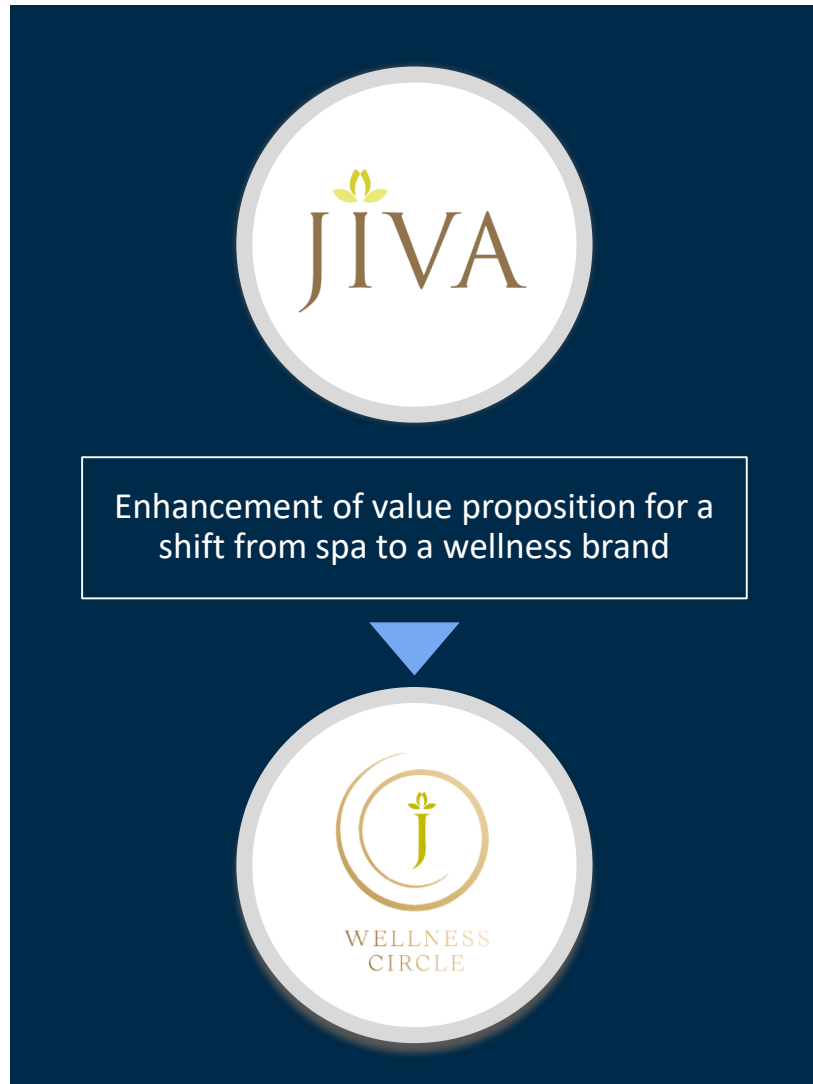 JIVA
Enhancement of value proposition for a
shift from spa to a wellness brand
J
WELLNESS
CIRCLE